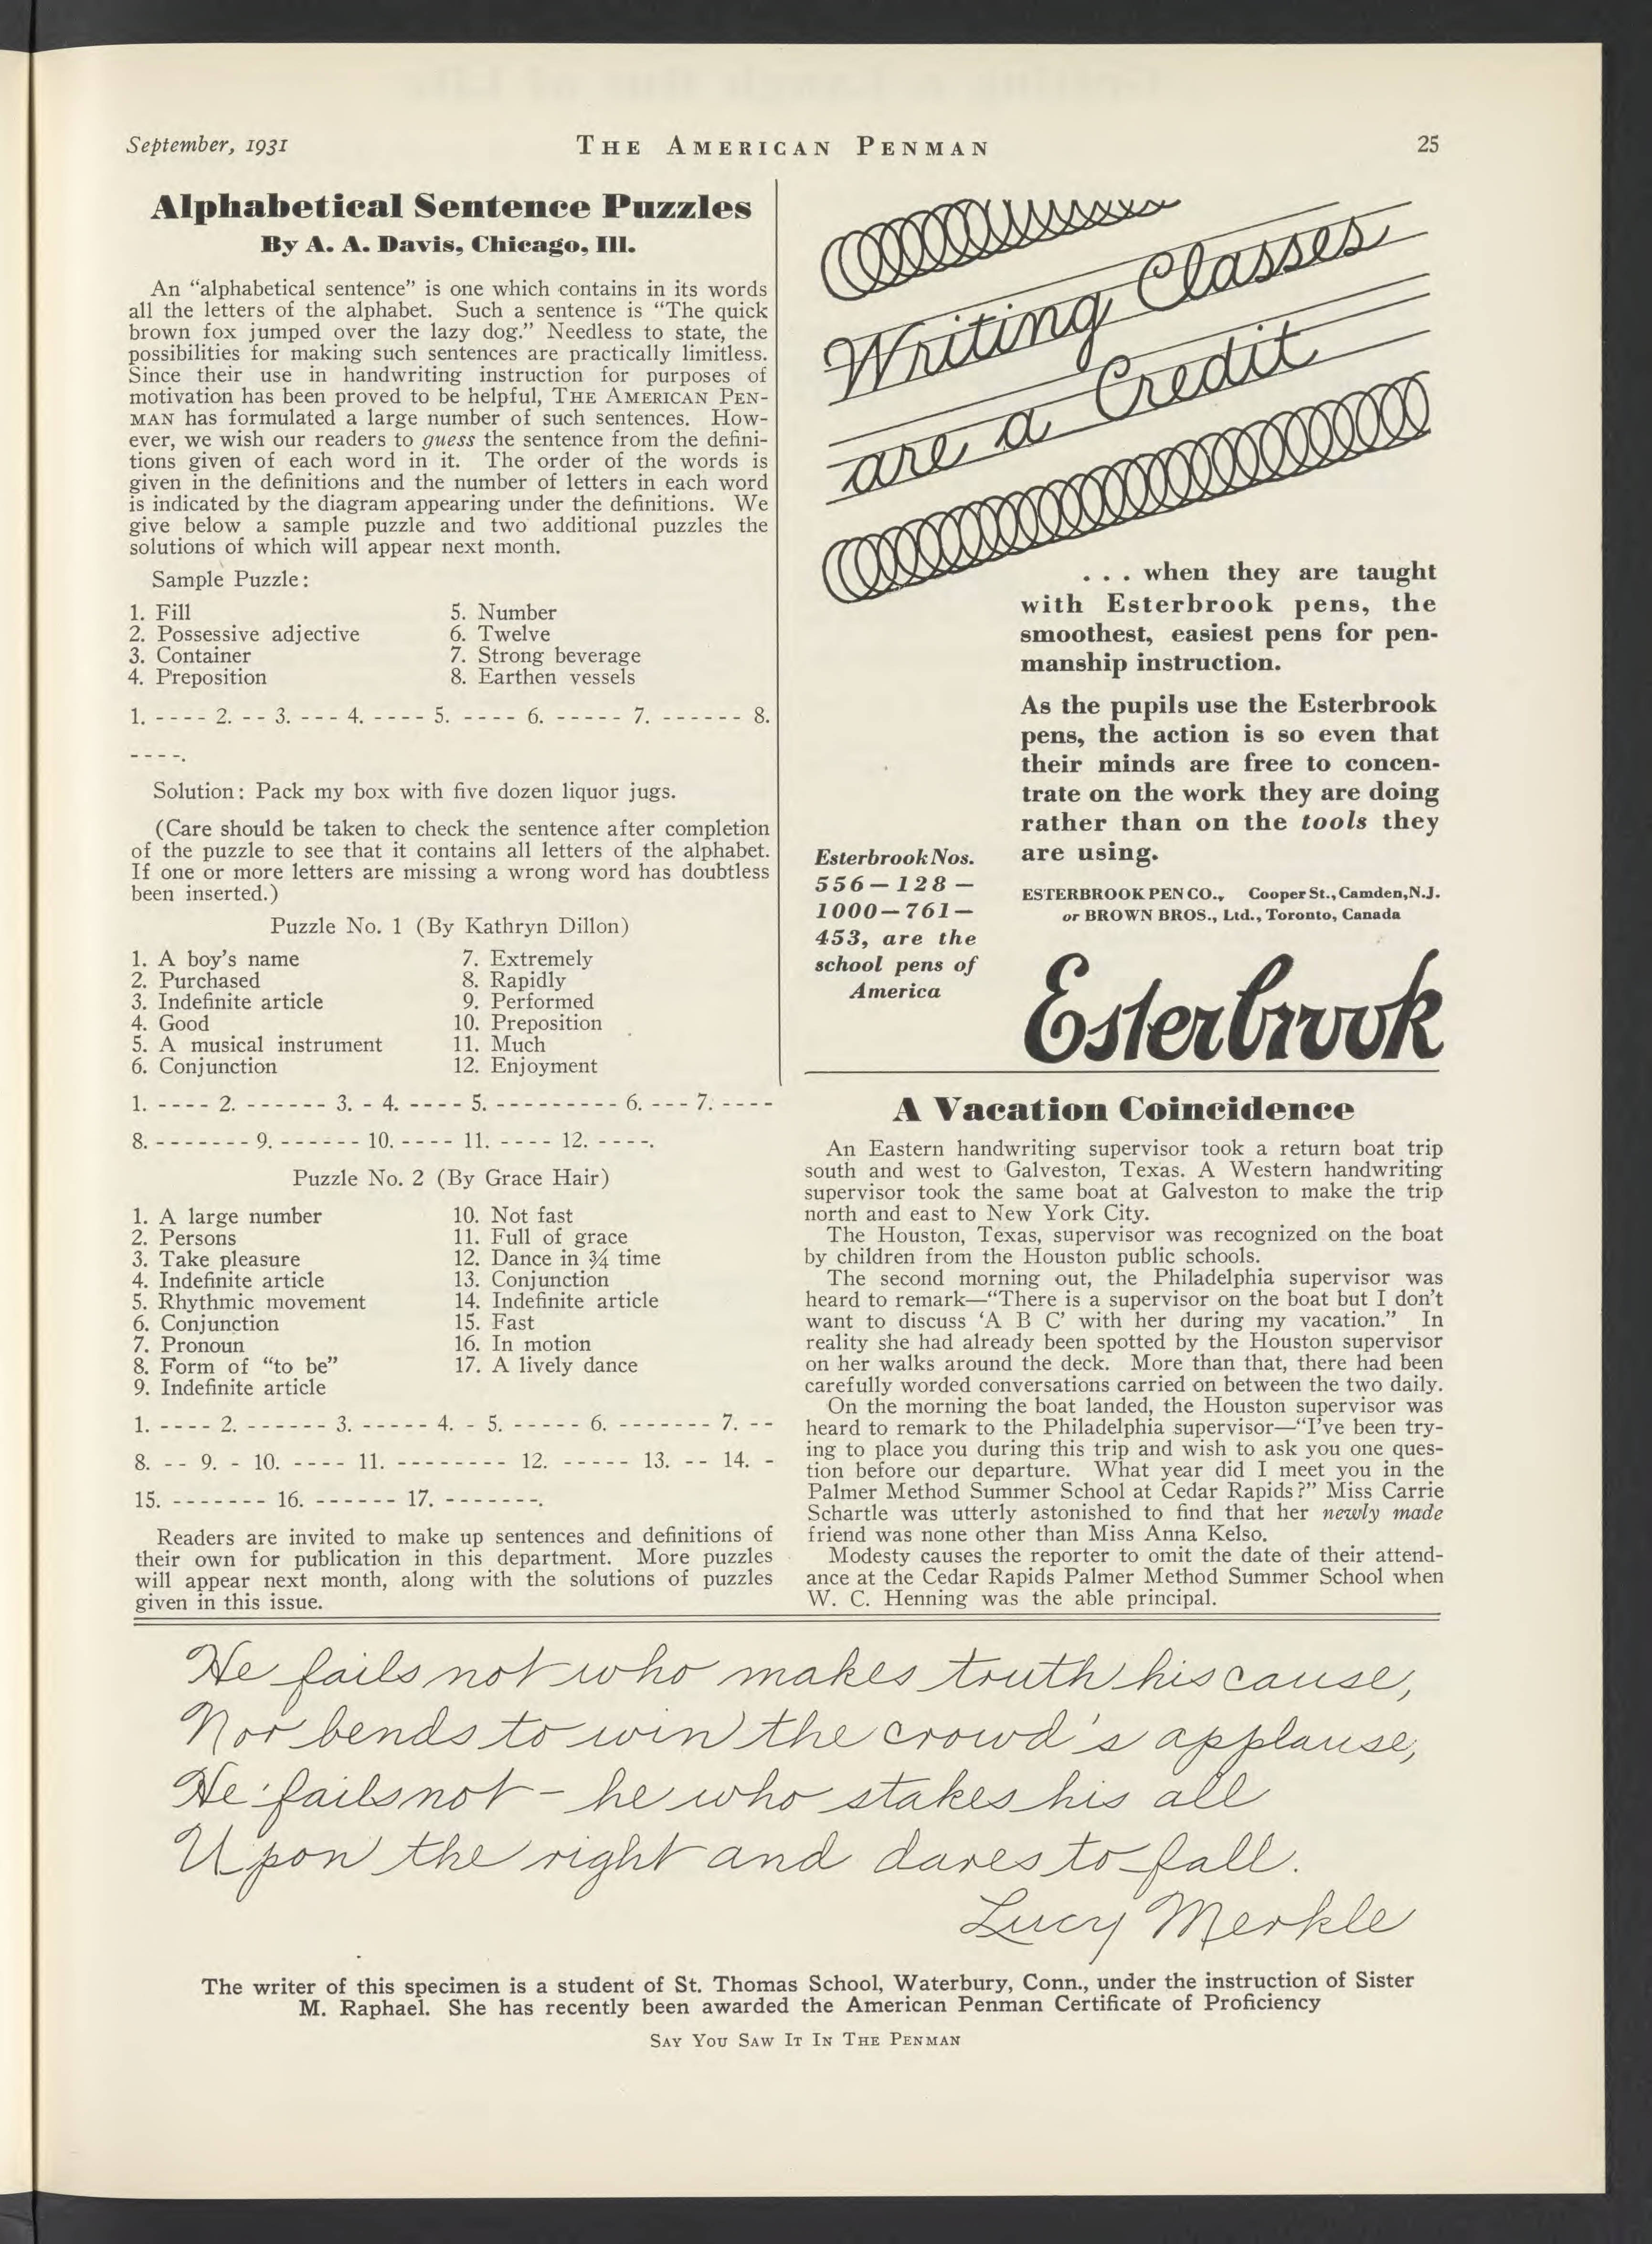 September, 1931
THE AMERICAN PENMAN
25
Alphabetical Sentence Puzzles
By A. A. Davis, Chicago, Ill.
An “alphabetical sentence” is one which contains in its words
all the letters of the alphabet. Such a sentence is “The quick
brown fox jumped over the lazy dog.” Needless to state, the
possibilities for making such sentences are practically limitless.
Since their use in handwriting instruction for purposes of
motivation has been proved to be helpful, THE AMERICAN PEN-
MAN has formulated a large number of such sentences. How-
ever, we wish our readers to guess the sentence from the defini-
tions given of each word in it. The order of the words is
given in the definitions and the number of letters in each word
is indicated by the diagram appearing under the definitions. We
give below a sample puzzle and two additional puzzles the
solutions of which will appear next month.
Sample Puzzle:
1. Fill
2. Possessive adjective
3. Container
4. Preposition
5. Number
6. Twelve
7. Strong beverage
8. Earthen vessels
1. - - - - 2. - - 3. - - - 4. - - - - 5. - - - - 6. - - - - - 7. - - - - - - 8.
- - - -.
Solution: Pack my box with five dozen liquor jugs.
(Care should be taken to check the sentence after completion
of the puzzle to see that it contains all letters of the alphabet.
If one or more letters are missing a wrong word has doubtless
been inserted.)
Puzzle No. 1 (By Kathryn Dillon)
1. A boy’s name
2. Purchased
3. Indefinite article
4. Good
5. A musical instrument
6. Conjunction
7. Extremely
8. Rapidly
9. Performed
10. Preposition
11. Much
12. Enjoyment
1. - - - - 2. - - - - - - 3. - 4. - - - - 5. - - - - - - - - - 6. - - - 7. - - - -
8. - - - - - - - 9. - - - - - - 10. - - - - 11. - - - - 12. - - - -.
Puzzle No. 2 (By Grace Hair)
1. A large number
2. Persons
3. Take pleasure
4. Indefinite article
5. Rhythmic movement
6. Conjunction
7. Pronoun
8. Form of “to be”
9. Indefinite article
10. Not fast
11. Full of grace
12. Dance in ¾ time
13. Conjunction
14. Indefinite article
15. Fast
16. In motion
17. A lively dance
1. - - - - 2. - - - - - - 3. - - - - - 4. - 5. - - - - - 6. - - - - - - - 7. - -
8. - - 9. - 10. - - - - 11. - - - - - - - - 12. - - - - - 13. - - 14. -
15. - - - - - - - 16. - - - - - - 17. - - - - - - -.
Readers are invited to make up sentences and definitions of
their own for publication in this department. More puzzles
will appear next month, along with the solutions of puzzles
given in this issue.
Writing Classes
are a Credit
. . . when they are taught
with Esterbrook pens, the
smoothest, easiest pens for pen-
manship instruction.
As the pupils use the Esterbrook
pens, the action is so even that
their minds are free to concen-
trate on the work they are doing
rather than on the tools they
are using.
Esterbrook Nos.
556—128—
1000—761—
453, are the
school pens of
America
ESTERBROOK PEN CO., Cooper St., Camden, N.J.
or BROWN BROS., Ltd., Toronto, Canada
Esterbrook
A Vacation Coincidence
An Eastern handwriting supervisor took a return boat trip
south and west to Galveston, Texas. A Western handwriting
supervisor took the same boat at Galveston to make the trip
north and east to New York City.
The Houston, Texas, supervisor was recognized on the boat
by children from the Houston public schools.
The second morning out, the Philadelphia supervisor was
heard to remark—“There is a supervisor on the boat but I don’t
want to discuss ‘A B C’ with her during my vacation.” In
reality she had already been spotted by the Houston supervisor
on her walks around the deck. More than that, there had been
carefully worded conversations carried on between the two daily.
On the morning the boat landed, the Houston supervisor was
heard to remark to the Philadelphia supervisor—“I’ve been try-
ing to place you during this trip and wish to ask you one ques-
tion before our departure. What year did I meet you in the
Palmer Method Summer School at Cedar Rapids?” Miss Carrie
Schartle was utterly astonished to find that her newly made
friend was none other than Miss Anna Kelso.
Modesty causes the reporter to omit the date of their attend-
ance at the Cedar Rapids Palmer Method Summer School when
W. C. Henning was the able principal.
He fails not who makes truth his cause,
Nor bends to win the crowd's applause,
He fails not – he who stakes his all
Upon the right and dares to fall.
Lucy Merkle
The writer of this specimen is a student of St. Thomas School, Waterbury, Conn., under the instruction of Sister
M. Raphael. She has recently been awarded the American Penman Certificate of Proficiency
SAY YOU SAW IT IN THE PENMAN